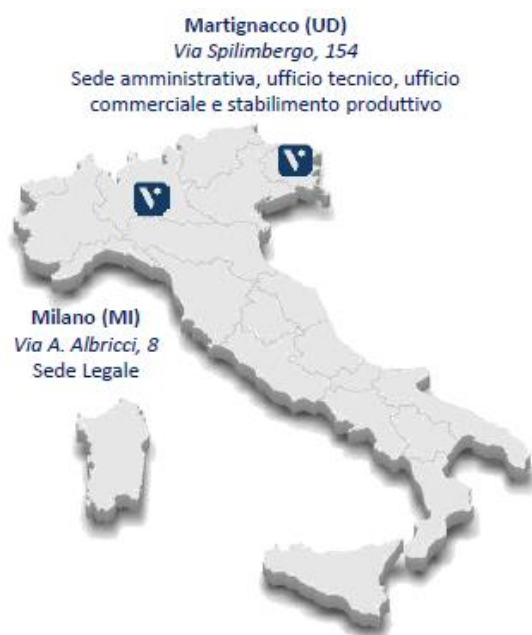 Martignacco (UD)
Via Spilimbergo, 154
Sede amministrativa, ufficio tecnico, ufficio
commerciale e stabilimento produttivo
Milano (MI)
Via A. Albricci, 8
Sede Legale